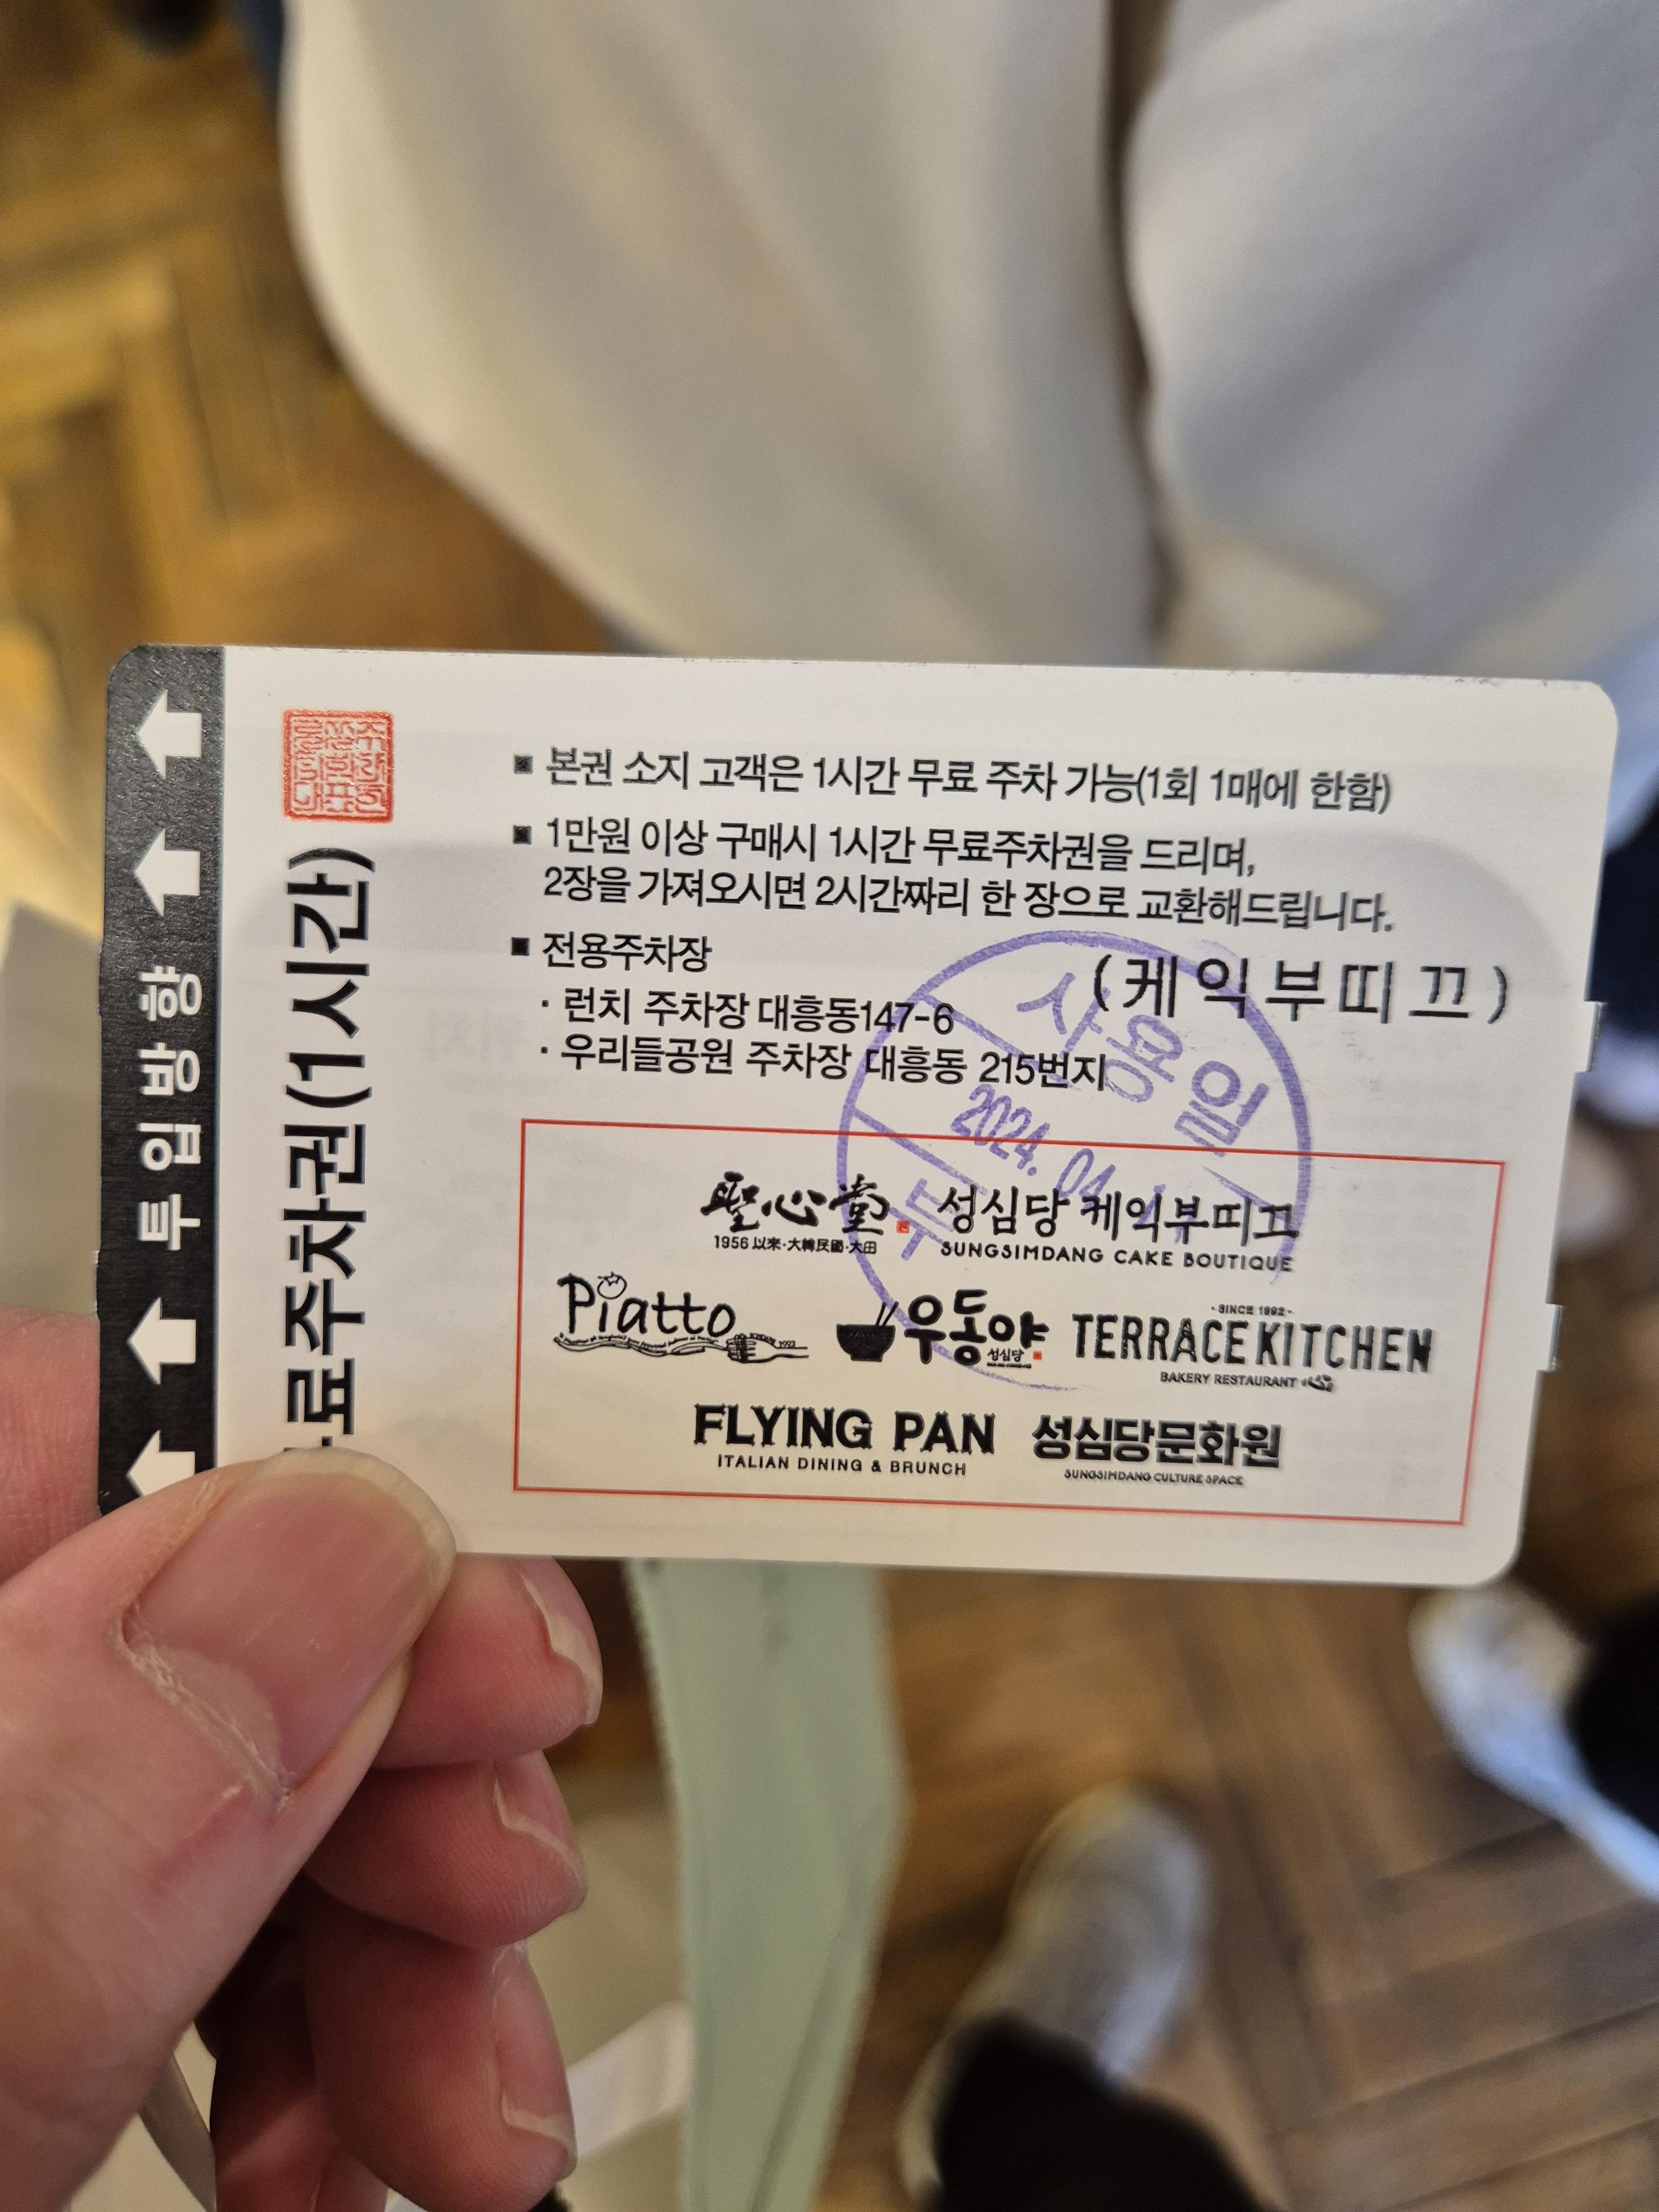 투입방향
료주차권(1시간)
▪ 본권 소지 고객은 1시간 무료 주차 가능(1회 1매에 한함)
▪ 1만원 이상 구매시 1시간 무료주차권을 드리며,
2장을 가져오시면 2시간짜리 한 장으로 교환해드립니다.
▪ 전용주차장
(케익부띠끄)
· 런치 주차장 대흥동147-6
· 우리들공원 주차장 대흥동 215번지
사용일
2024. 04
부
聖心堂
1956 以來·大韓民國·大田
성심당 케익부띠끄
SUNGSIMDANG CAKE BOUTIQUE
Piatto
우동야
성심당
- SINCE 1992 -
TERRACE KITCHEN
BAKERY RESTAURANT
FLYING PAN
ITALIAN DINING & BRUNCH
성심당문화원
SUNGSIMDANG CULTURE SPACE